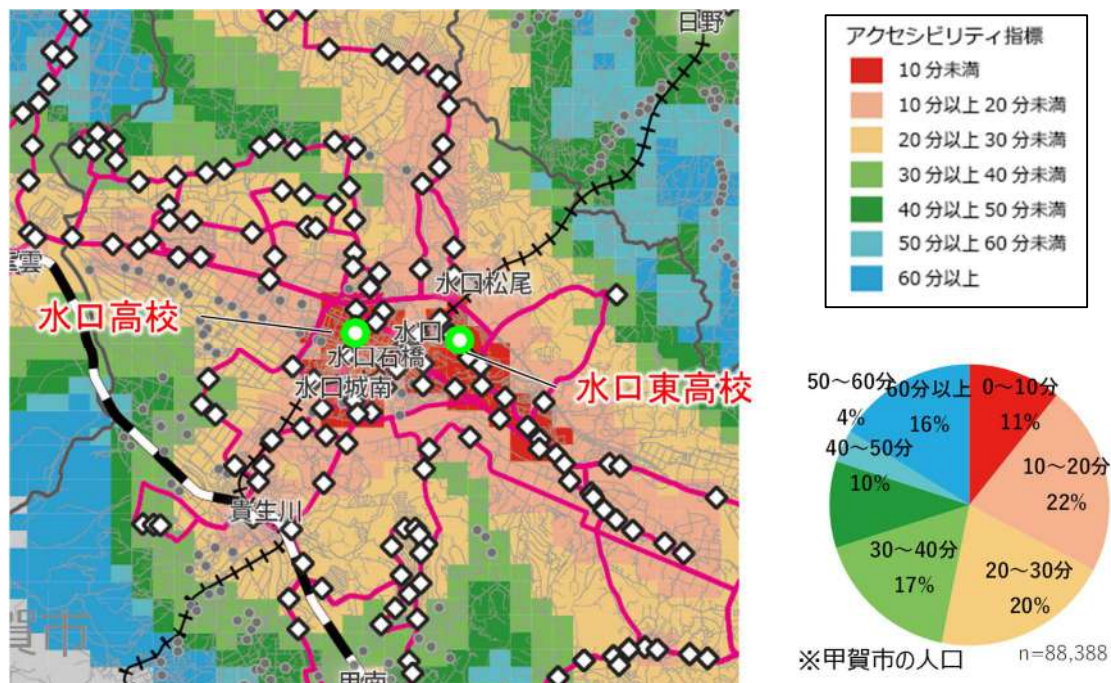 日野
水口松尾
水口高校
水口
水口石橋
水口城南
水口東高校
貴生川
甲南
アクセシビリティ指標
10分未満
10分以上20分未満
20分以上30分未満
30分以上40分未満
40分以上50分未満
50分以上60分未満
60分以上
50～60分
4%
60分以上
16%
0～10分
11%
40～50分
10%
10～20分
22%
30～40分
17%
20～30分
20%
※甲賀市の人口
n=88,388